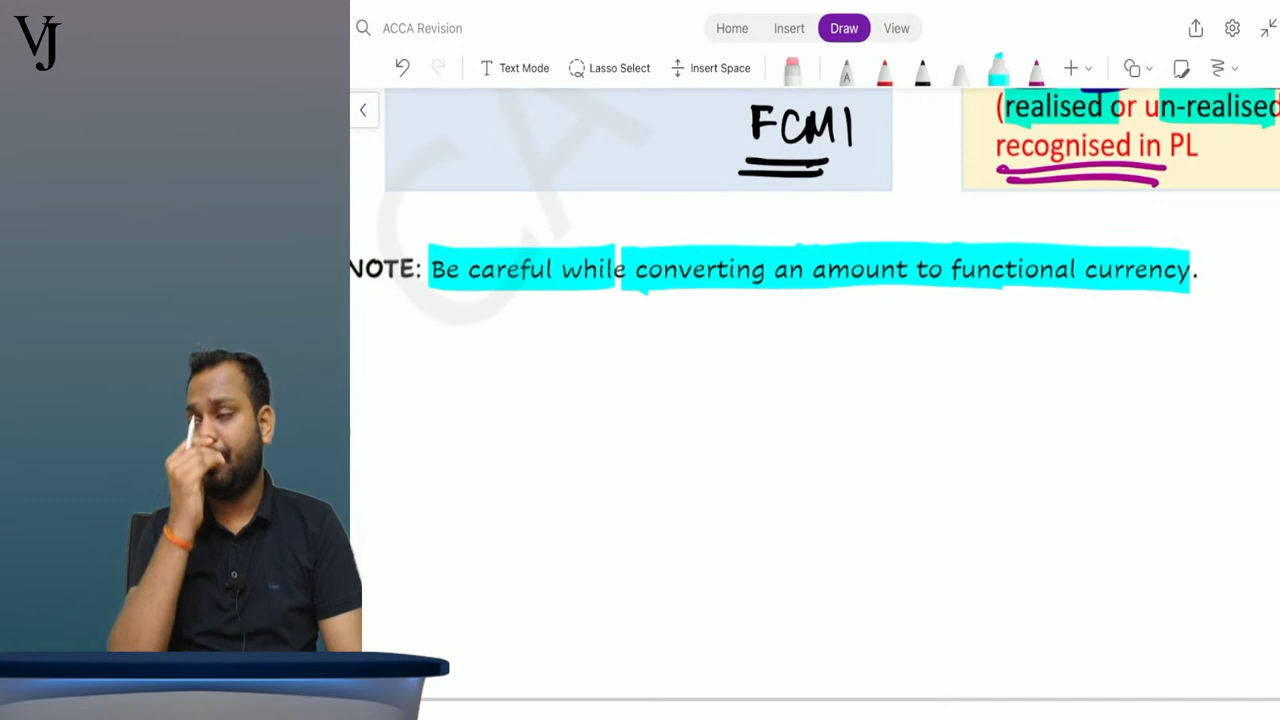 VJ
ACCA Revision
Home Insert Draw View
Text Mode Lasso Select Insert Space
A
FCMI
(realised or un-realised
recognised in PL
CA
NOTE: Be careful while converting an amount to functional currency.